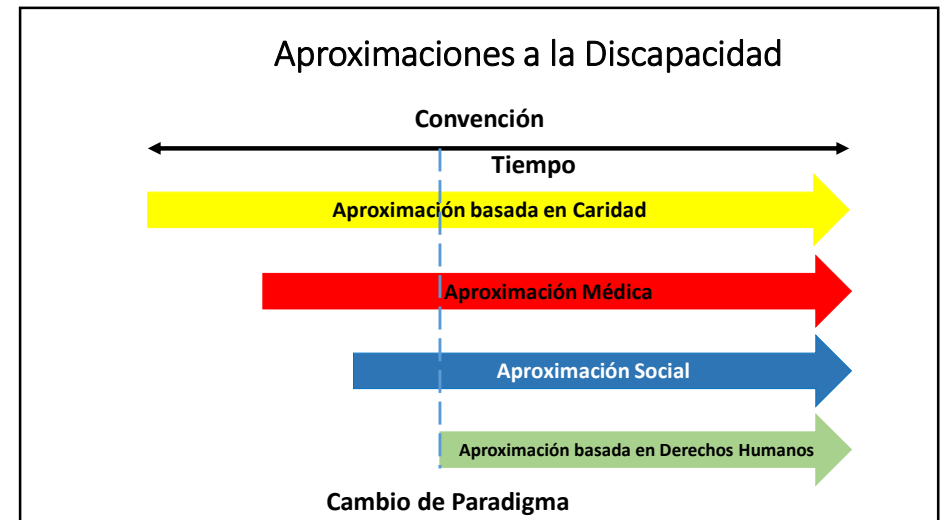 Aproximaciones a la Discapacidad
Convención
Tiempo
Aproximación basada en Caridad
Aproximación Médica
Aproximación Social
Aproximación basada en Derechos Humanos
Cambio de Paradigma